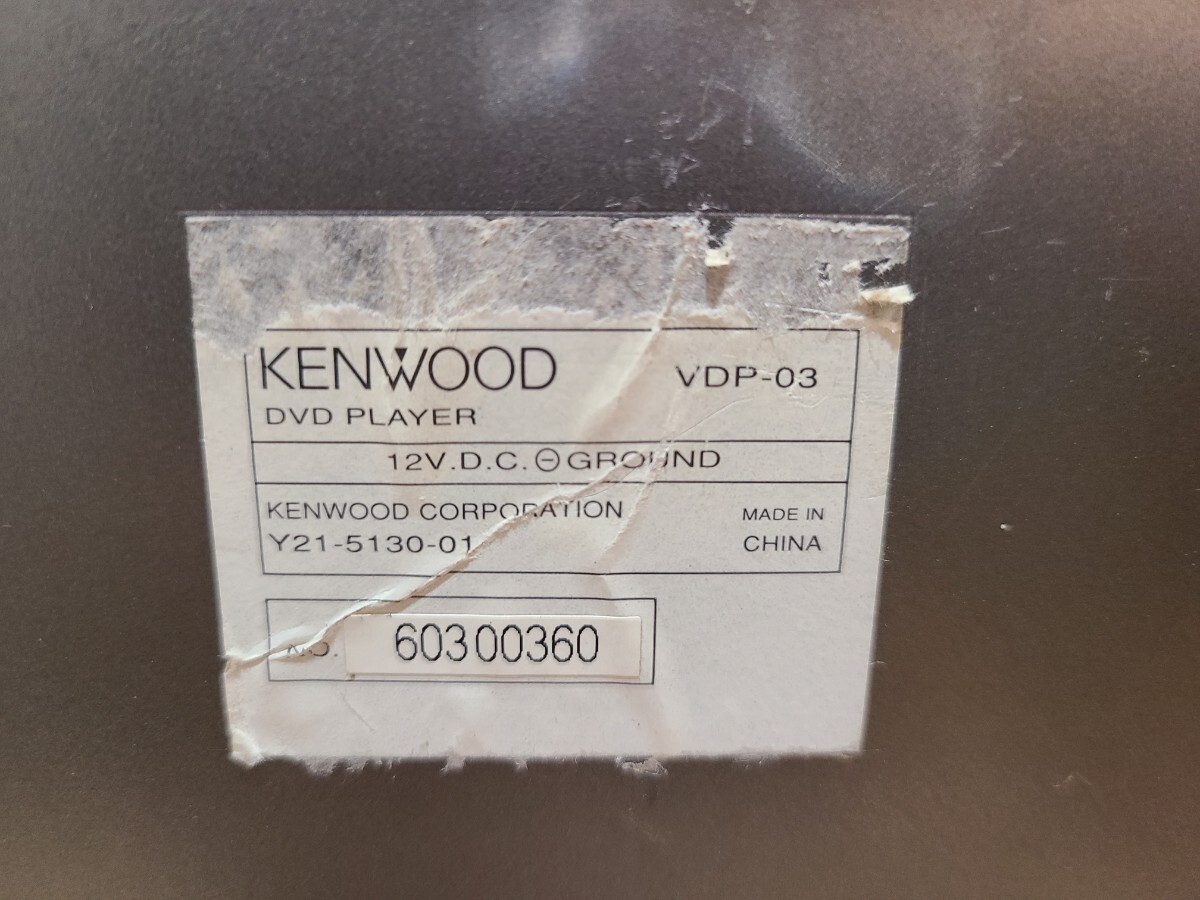 KENWOOD VDP-03
DVD PLAYER
12V.D.C. ⊖ GROUND
KENWOOD CORPORATION MADE IN
Y21-5130-01 CHINA
60300360